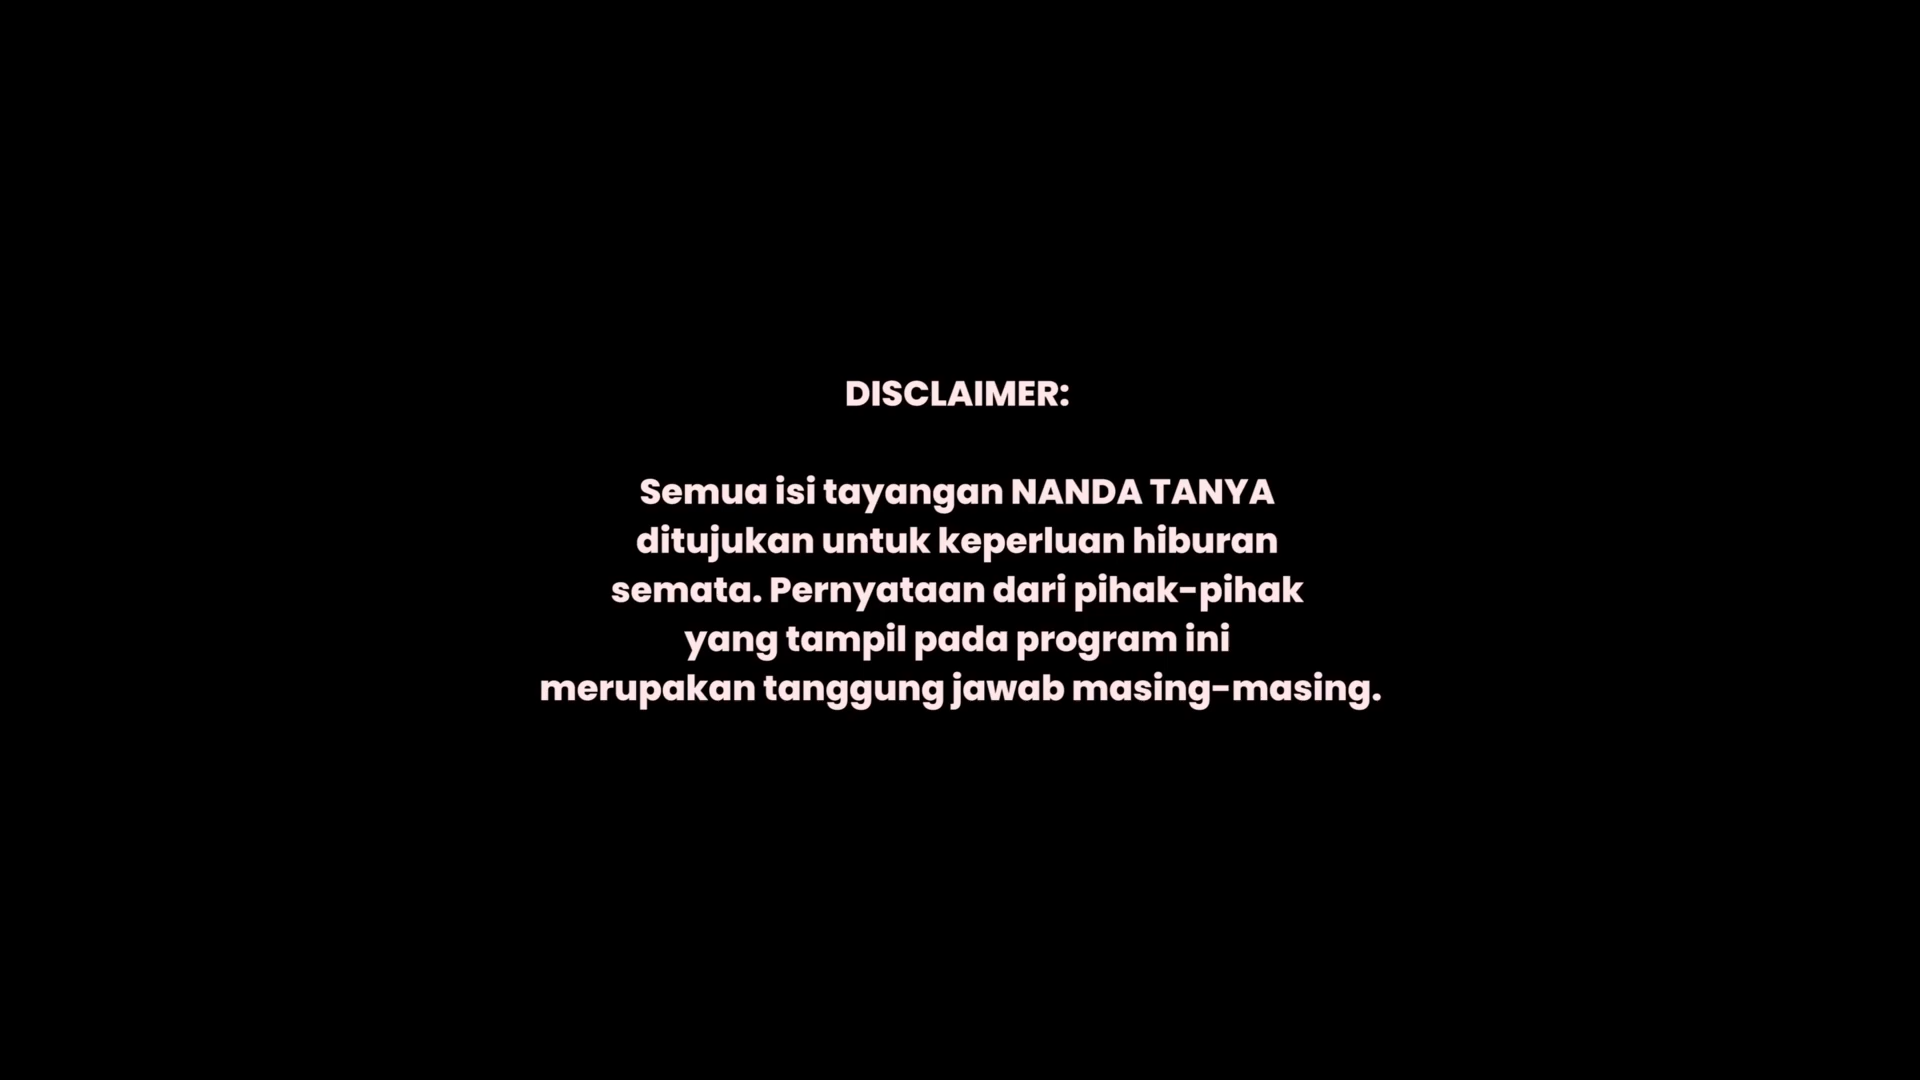 DISCLAIMER:
Semua isi tayangan NANDA TANYA
ditujukan untuk keperluan hiburan
semata. Pernyataan dari pihak-pihak
yang tampil pada program ini
merupakan tanggung jawab masing-masing.